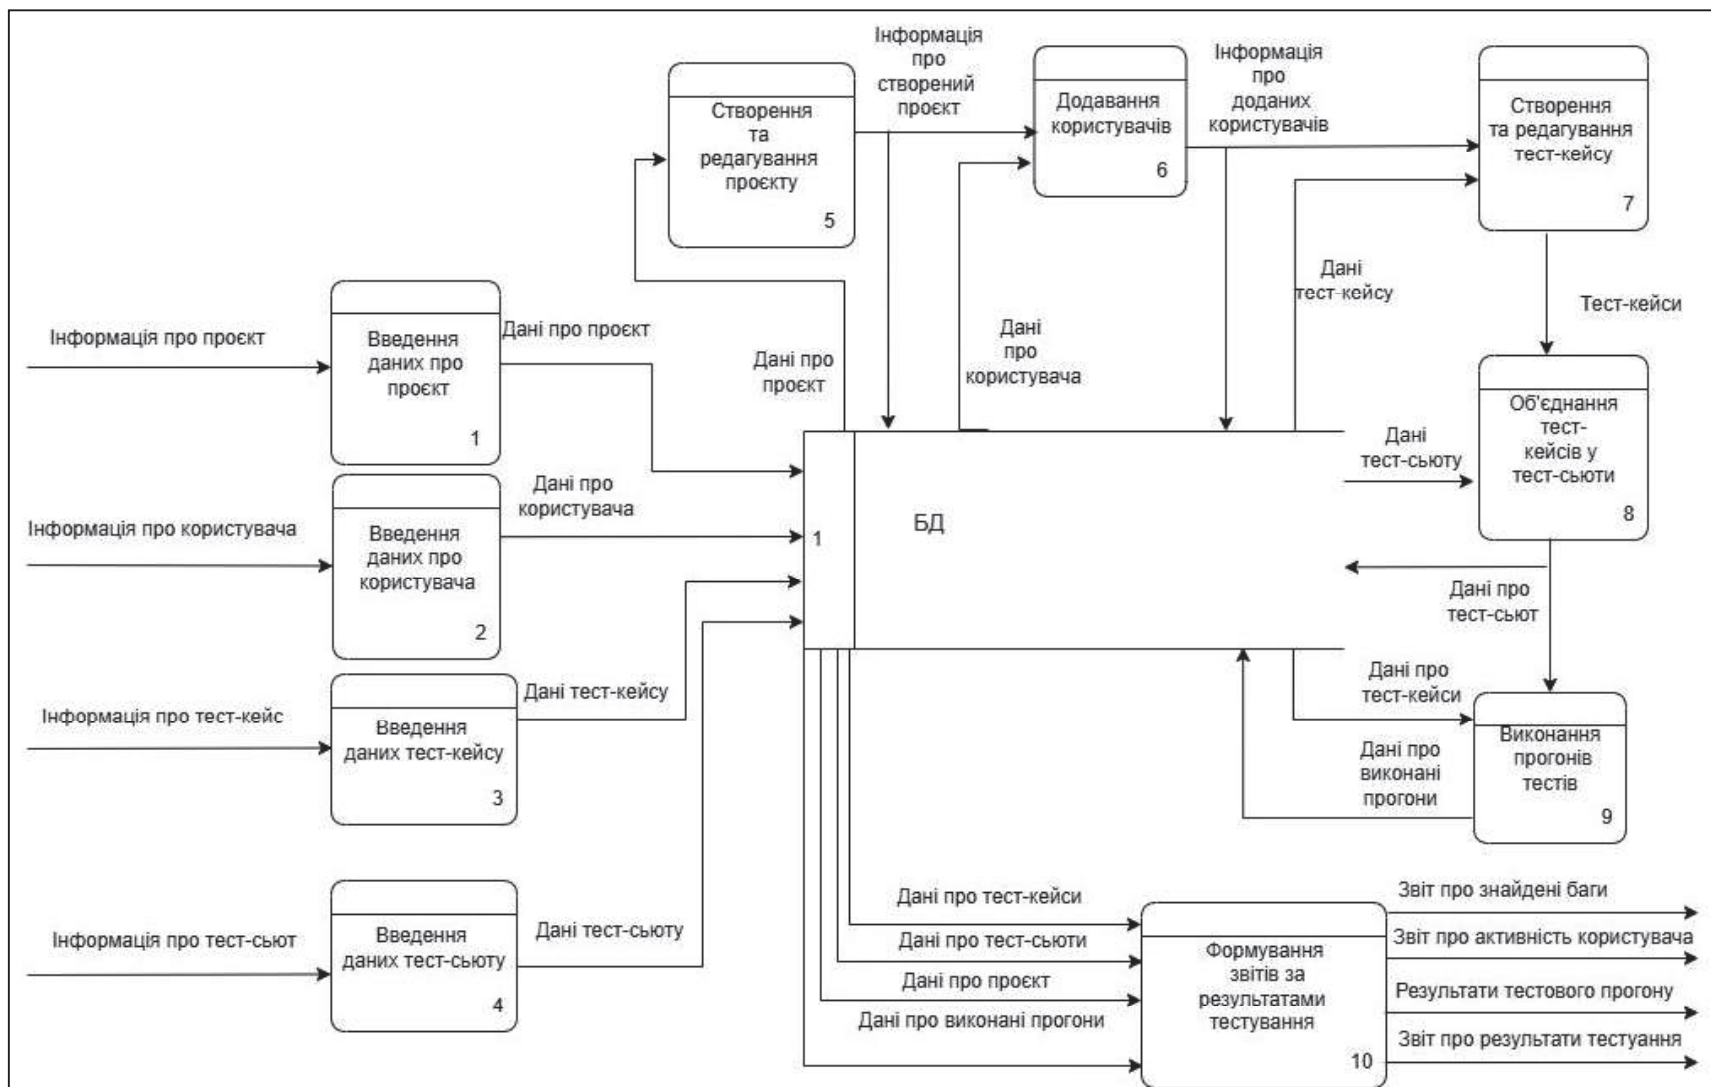 Інформація
про
створений
проєкт
Інформація
про
доданих
користувачів
Створення
та
редагування
проєкту
5
Додавання
користувачів
6
Створення
та редагування
тест-кейсу
7
Інформація про проєкт
Введення
даних про
проєкт
1
Дані про проєкт
Дані про
проєкт
Дані
про
користувача
Дані
тест-кейсу
Тест-кейси
Інформація про користувача
Введення
даних про
користувача
2
Дані про
користувача
1
БД
Дані
тест-сьюту
Об'єднання
тест-
кейсів у
тест-сьюти
8
Дані про
тест-сьют
Інформація про тест-кейс
Введення
даних тест-кейсу
3
Дані тест-кейсу
Дані про
тест-кейси
Дані про
виконані
прогони
Виконання
прогонів
тестів
9
Інформація про тест-сьют
Введення
даних тест-сьюту
4
Дані тест-сьюту
Дані про тест-кейси
Дані про тест-сьюти
Дані про проєкт
Дані про виконані прогони
Формування
звітів за
результатами
тестування
10
Звіт про знайдені баги
Звіт про активність користувача
Результати тестового прогону
Звіт про результати тестуання